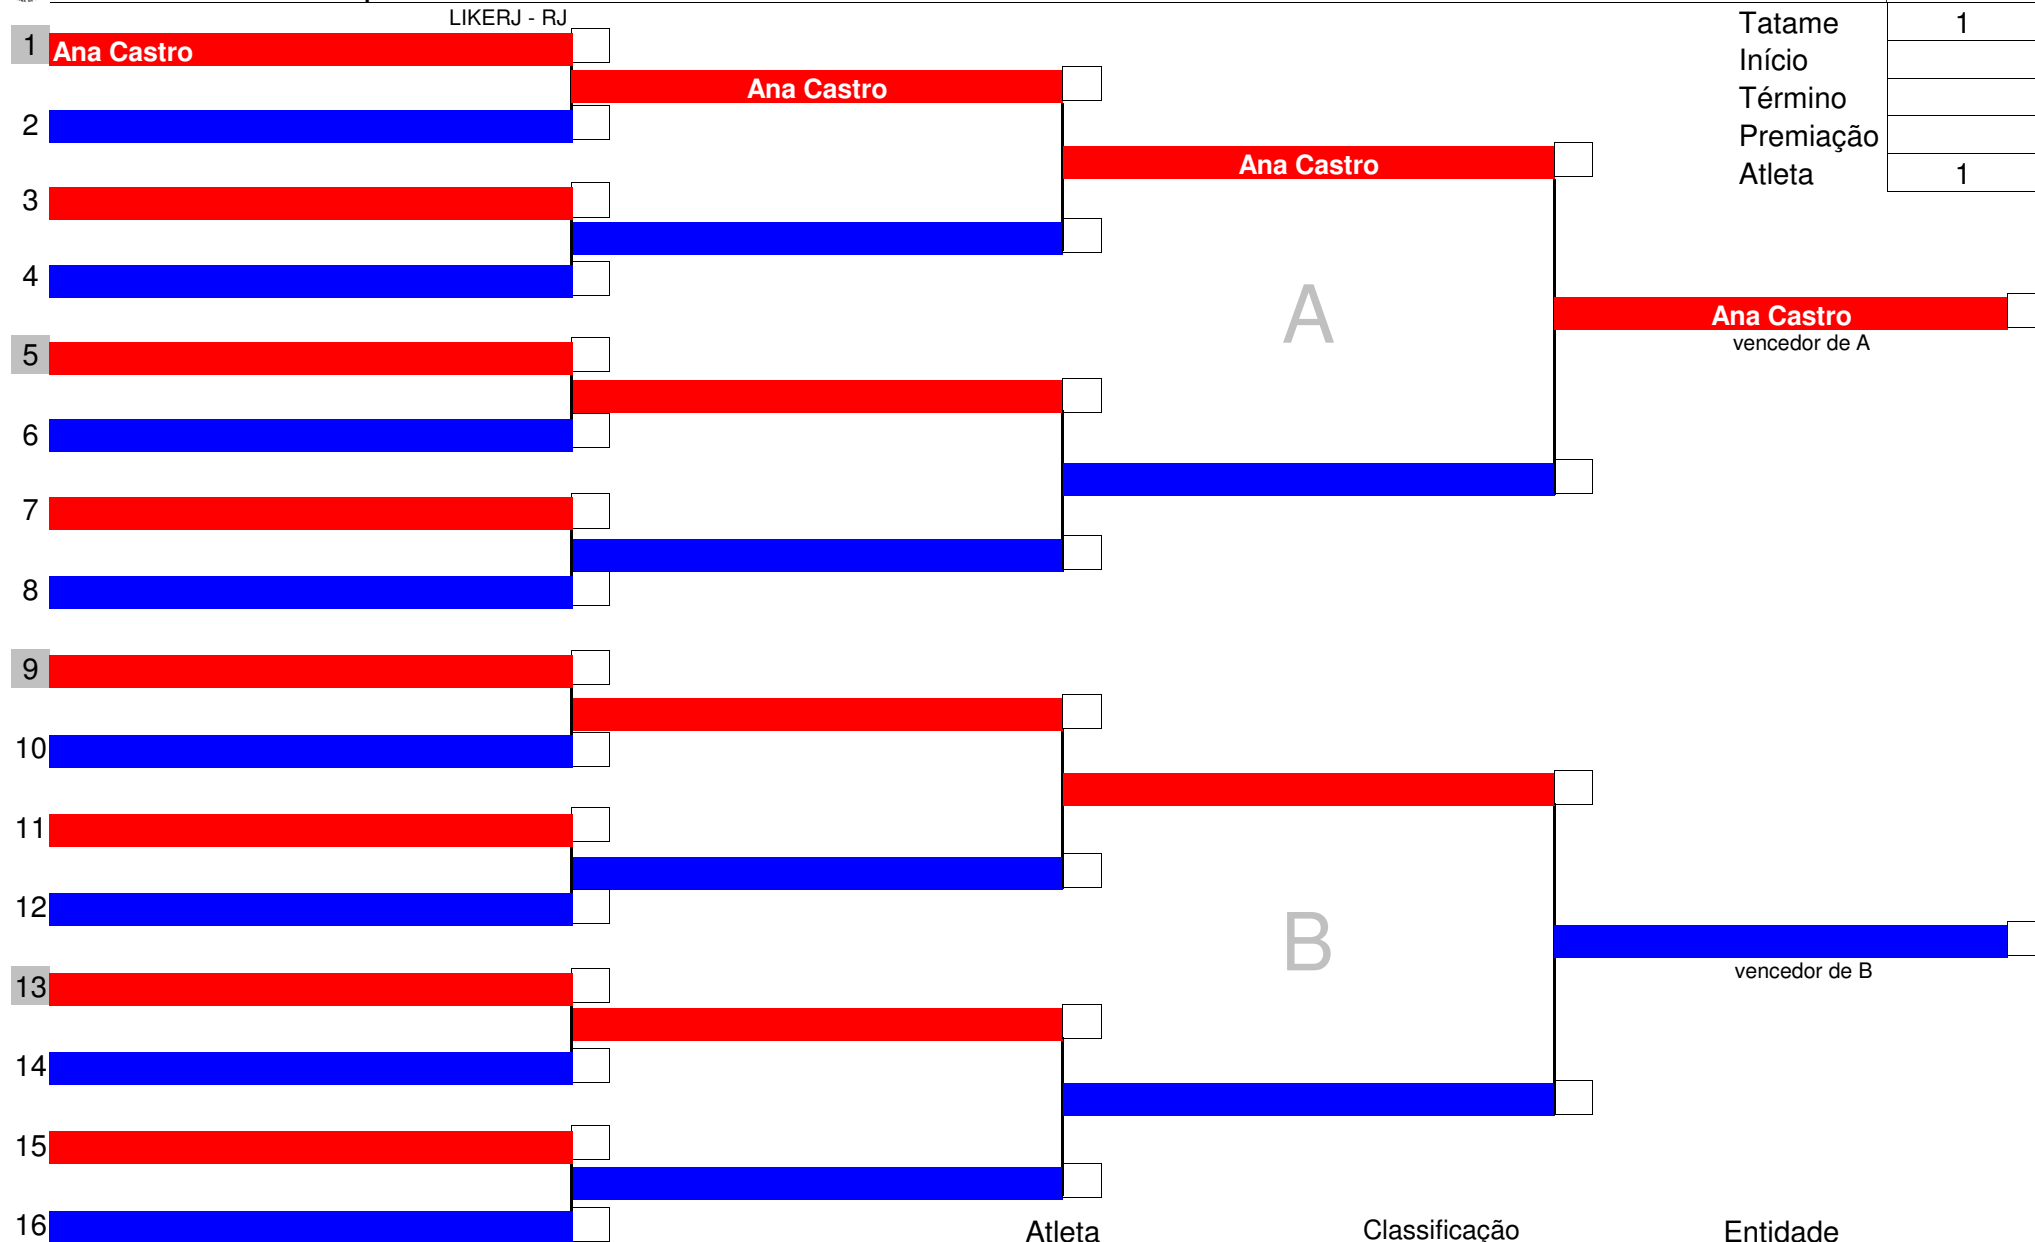 LIKERJ - RJ
Tatame 1
1 Ana Castro
Início
Ana Castro
Término
2
Premiação
Ana Castro
Atleta 1
3
4
A
Ana Castro
vencedor de A
5
6
7
8
9
10
11
12
B
vencedor de B
13
14
15
16
Atleta Classificação Entidade